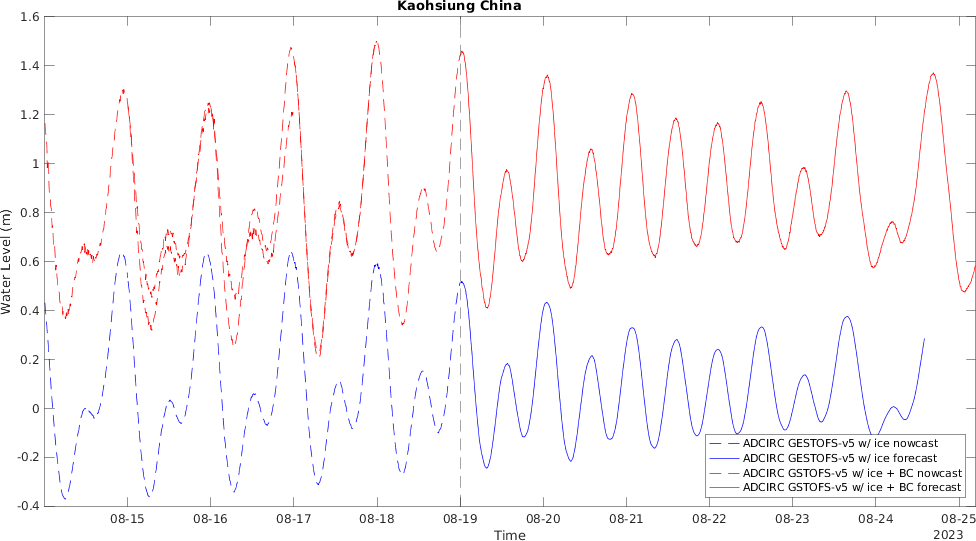 Kaohsiung China
1.6
1.4
1.2
1
0.8
0.6
0.4
0.2
0
-0.2
-0.4
Water Level (m)
ADCIRC GESTOFS-v5 w/ ice nowcast
ADCIRC GESTOFS-v5 w/ ice forecast
ADCIRC GSTOFS-v5 w/ ice + BC nowcast
ADCIRC GSTOFS-v5 w/ ice + BC forecast
08-15 08-16 08-17 08-18 08-19 08-20 08-21 08-22 08-23 08-24 08-25
Time
2023